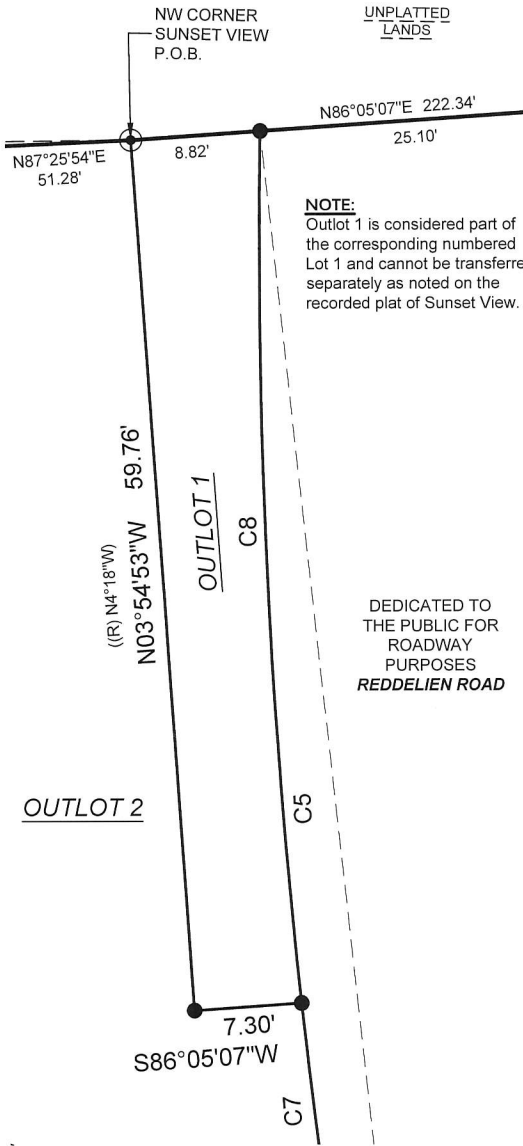 NW CORNER
SUNSET VIEW
P.O.B.
UNPLATTED
LANDS
N86°05'07"E 222.34'
25.10'
8.82'
N87°25'54"E
51.28'
NOTE:
Outlot 1 is considered part of
the corresponding numbered
Lot 1 and cannot be transferre
separately as noted on the
recorded plat of Sunset View.
((R) N4°18"W)
N03°54'53"W 59.76'
OUTLOT 1
C8
DEDICATED TO
THE PUBLIC FOR
ROADWAY
PURPOSES
REDDELIEN ROAD
OUTLOT 2
C5
7.30'
S86°05'07"W
C7